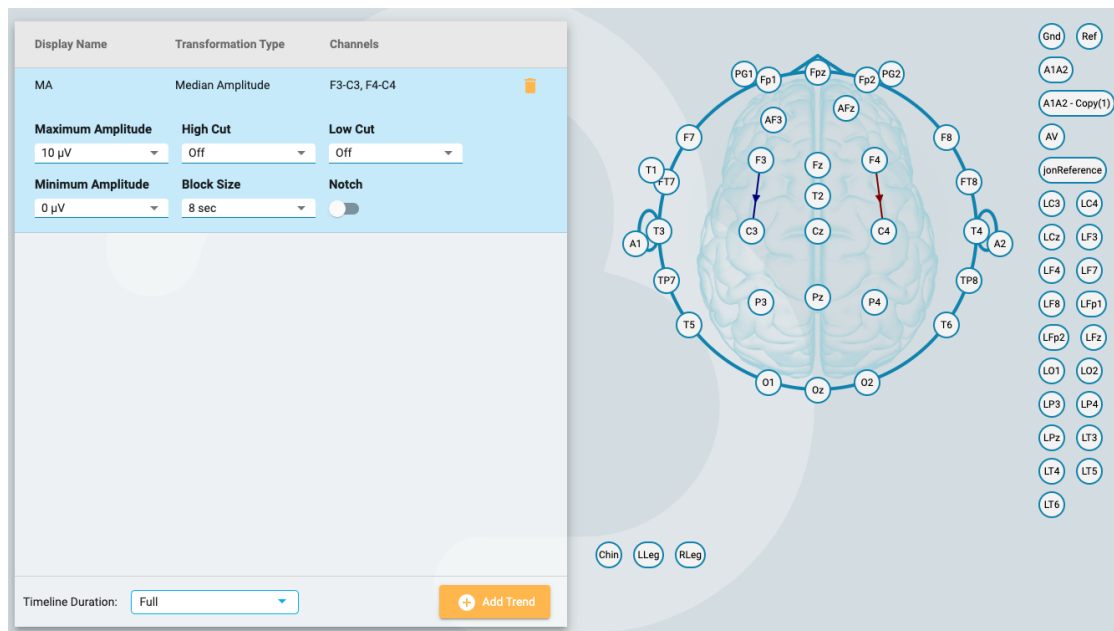 Display Name Transformation Type Channels
MA Median Amplitude F3-C3, F4-C4
Maximum Amplitude High Cut Low Cut
10 µV Off Off
Minimum Amplitude Block Size Notch
0 µV 8 sec
Timeline Duration: Full Add Trend
Fpz
PG1 Fp1 Fp2 PG2
AF3 AFz
F7 F8
F3 Fz F4
T1 FT7 FT8
T2
A1 T3 C3 Cz C4 T4 A2
TP7 TP8
P3 Pz P4
T5 T6
O1 Oz O2
Chin LLeg RLeg
Gnd Ref
A1A2
A1A2 - Copy(1)
AV
jonReference
LC3 LC4
LCz LF3
LF4 LF7
LF8 LFp1
LFp2 LFz
LO1 LO2
LP3 LP4
LPz LT3
LT4 LT5
LT6